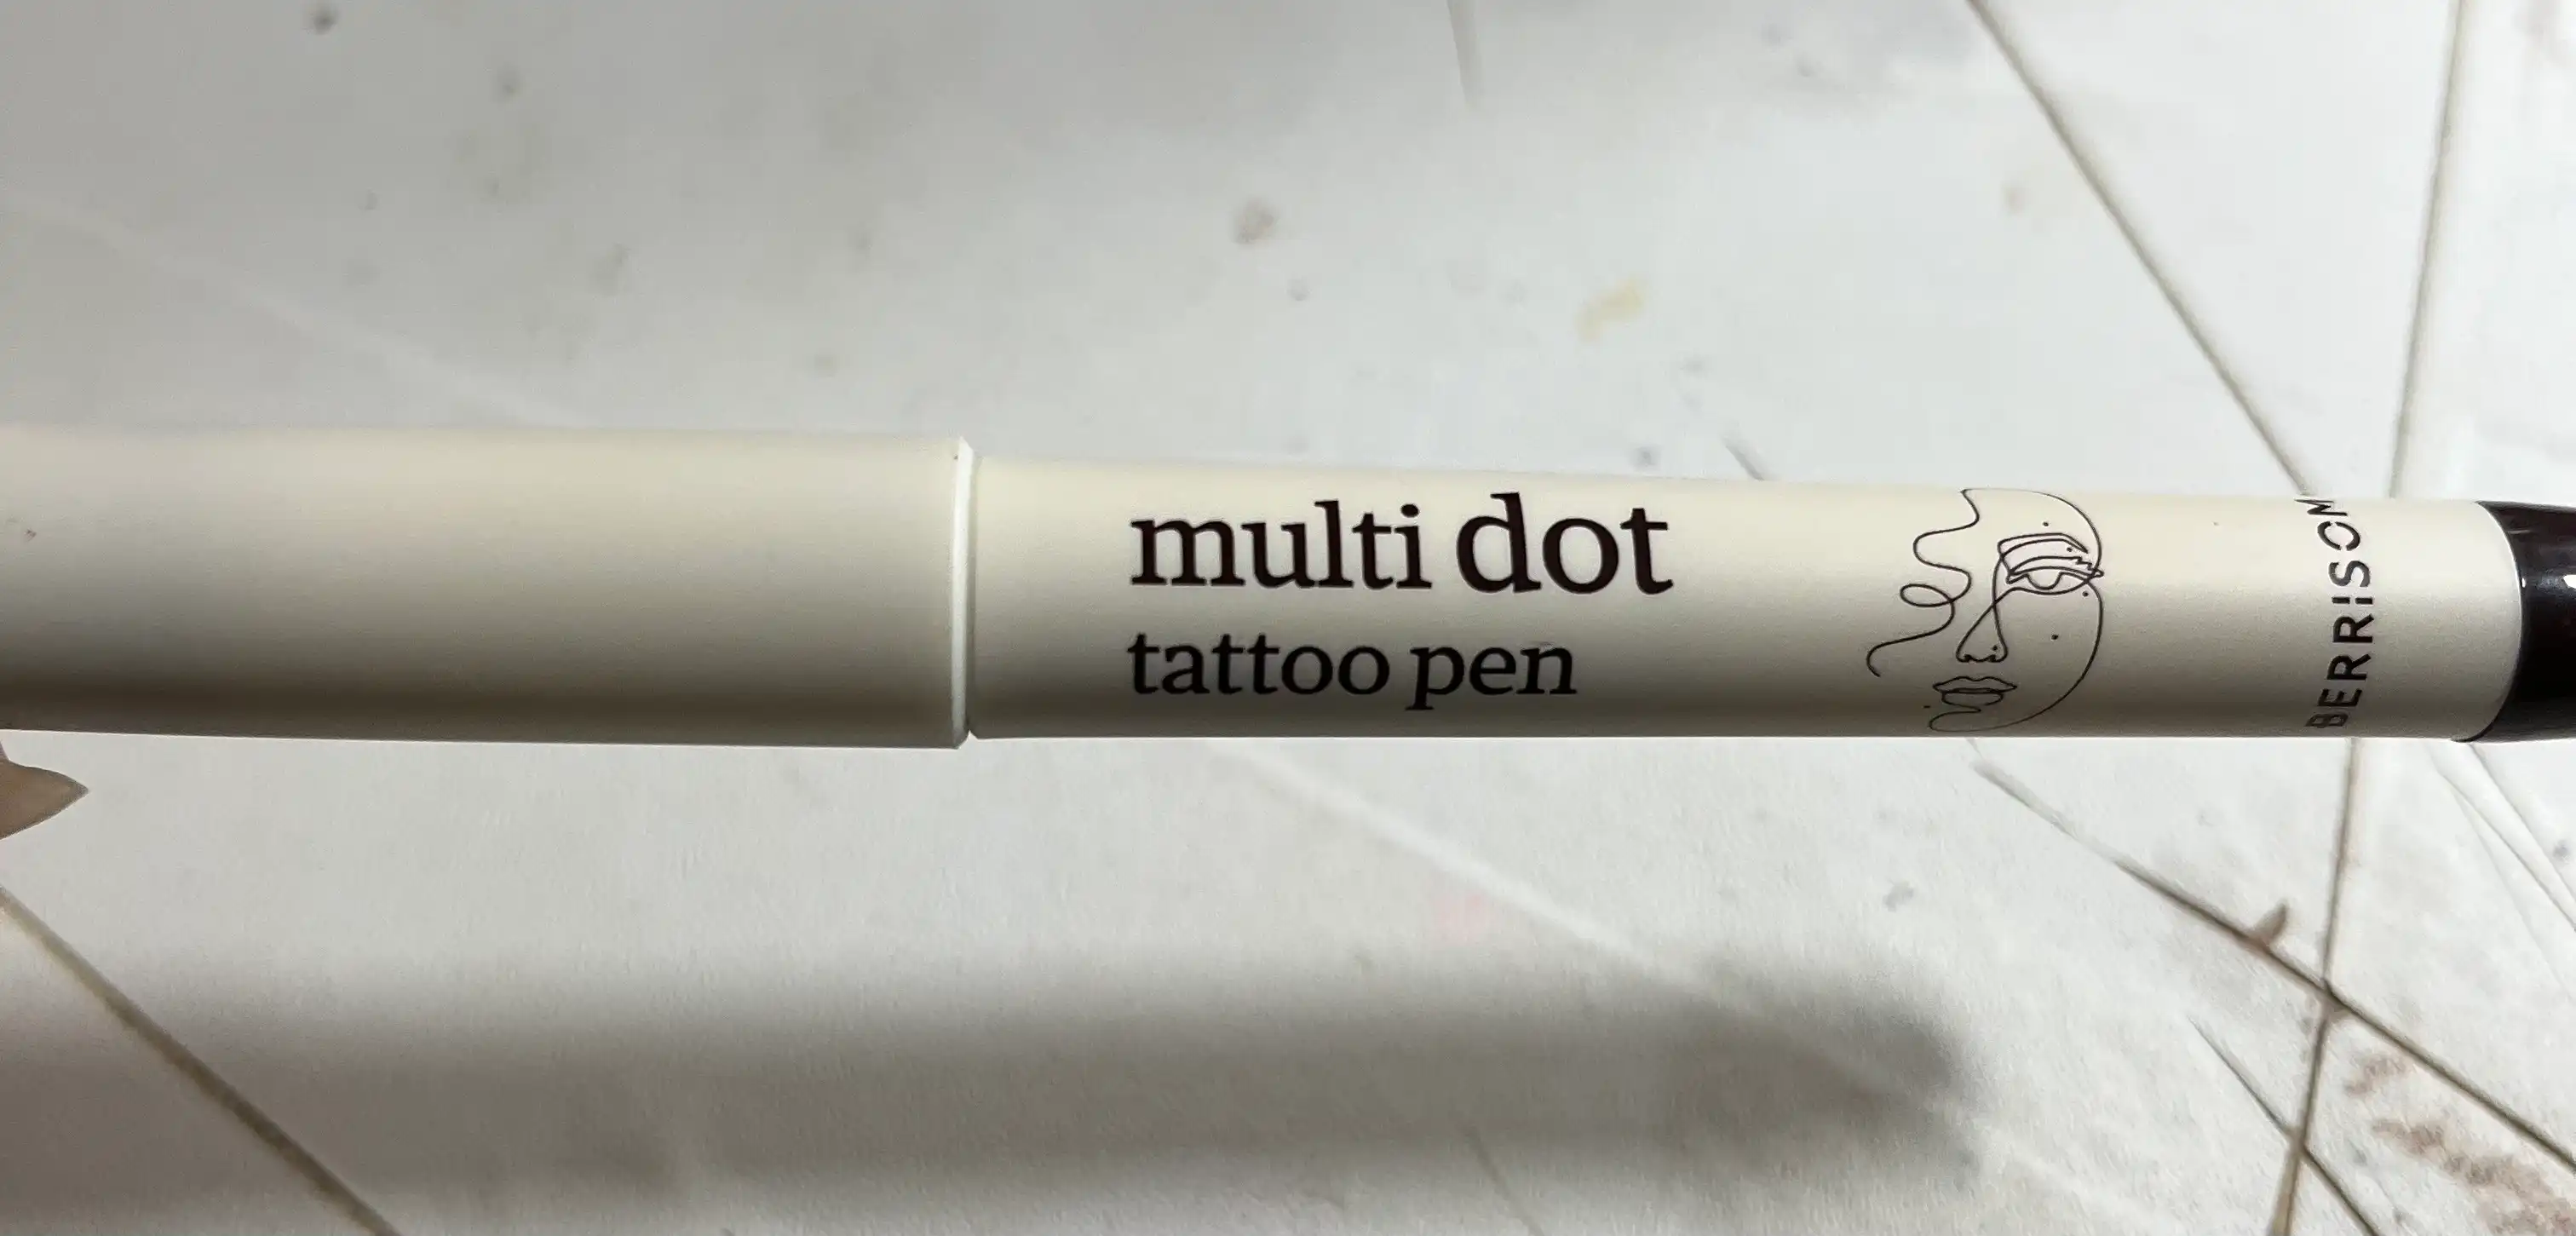 multi dot
tattoo pen
BERRISOM